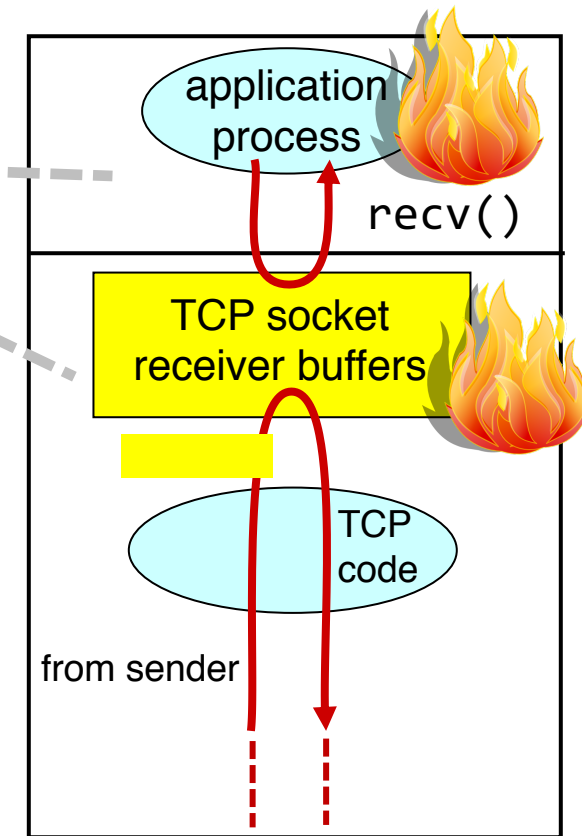 application
process
recv()
TCP socket
receiver buffers
TCP
code
from sender